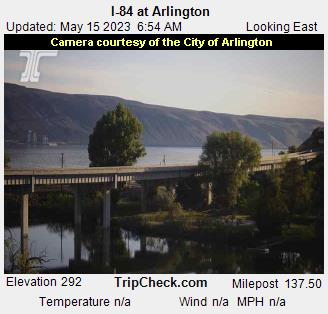 I-84 at Arlington
Updated: May 15 2023 6:54 AM Looking East
Camera courtesy of the City of Arlington
Elevation 292 TripCheck.com Milepost 137.50
Temperature n/a Wind n/a MPH n/a